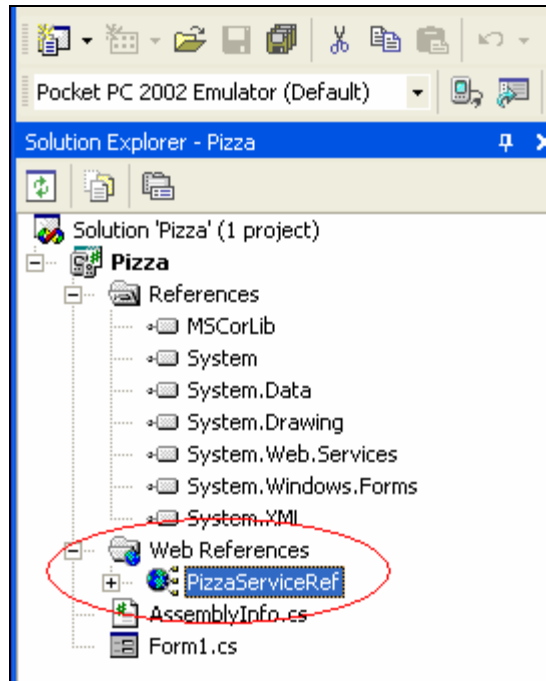 Pocket PC 2002 Emulator (Default)
Solution Explorer - Pizza
Solution 'Pizza' (1 project)
Pizza
References
MSCorLib
System
System.Data
System.Drawing
System.Web.Services
System.Windows.Forms
System.XML
Web References
PizzaServiceRef
AssemblyInfo.cs
Form1.cs